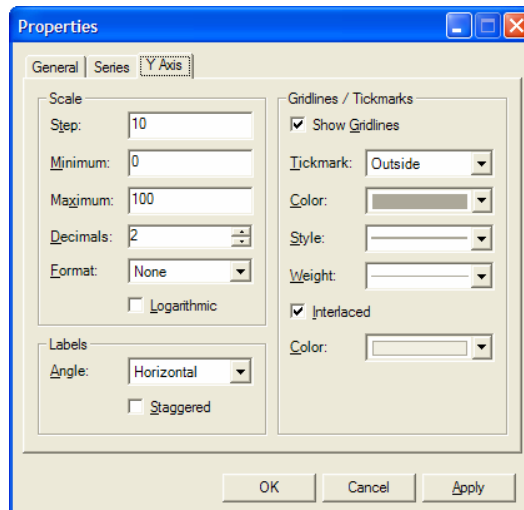 Properties
General Series Y Axis
Scale
Step: 10
Minimum: 0
Maximum: 100
Decimals: 2
Format: None
Logarithmic
Labels
Angle: Horizontal
Staggered
Gridlines / Tickmarks
Show Gridlines
Tickmark: Outside
Color:
Style:
Weight:
Interlaced
Color:
OK Cancel Apply